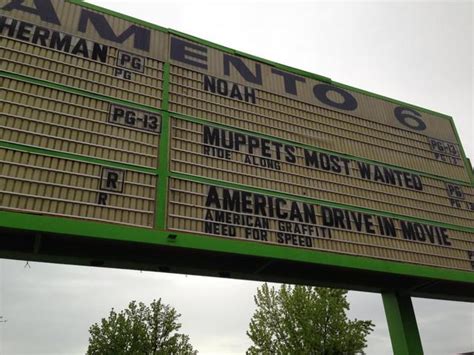 AMENTO 6
HERMAN PG
PG
NOAH
PG-13
MUPPETS MOST WANTED
RIDE ALONG
PG
PG-13
R
R
AMERICAN DRIVE IN MOVIE
AMERICAN GRAFFITI
NEED FOR SPEED